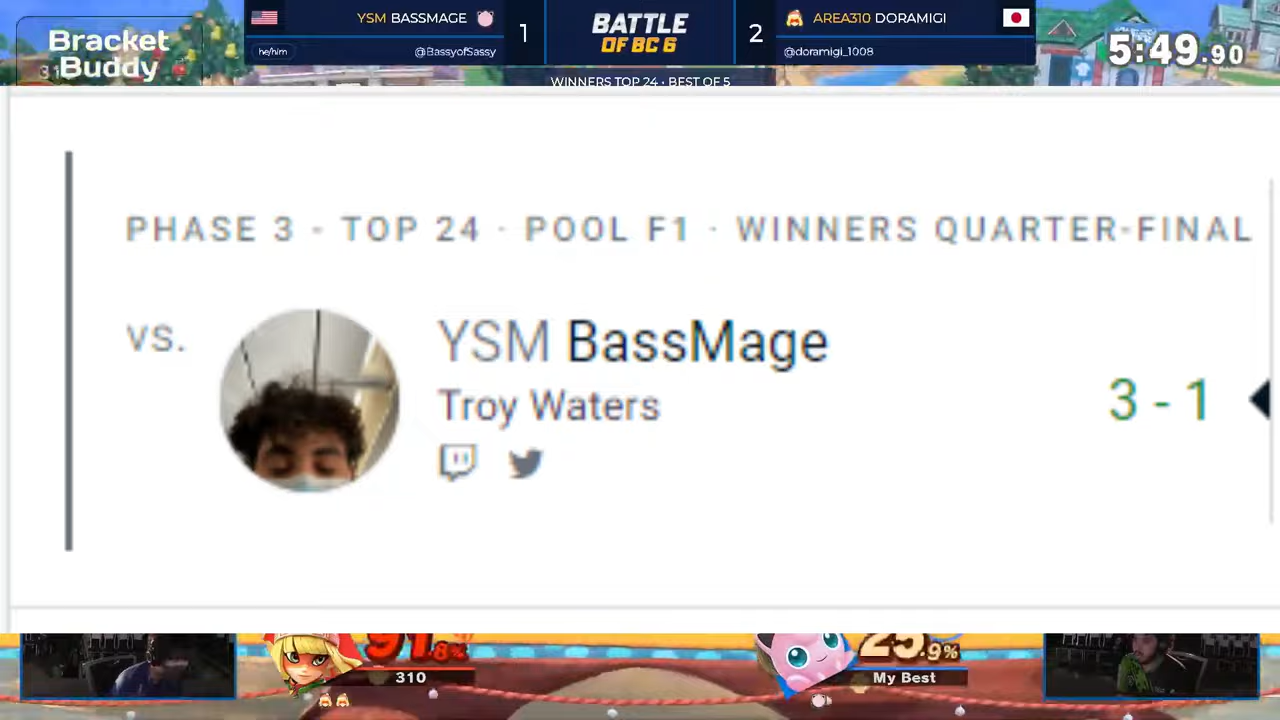 Bracket
Buddy
YSM BASSMAGE
1
BATTLE
OF BC 6
2
AREA310 DORAMIGI
he/him
@BassyofSassy
@doramigi_1008
5:49.90
WINNERS TOP 24 · BEST OF 5
PHASE 3 - TOP 24 · POOL F1 · WINNERS QUARTER-FINAL
VS.
YSM BassMage
Troy Waters
3 - 1
91.8%
310
25.9%
My Best